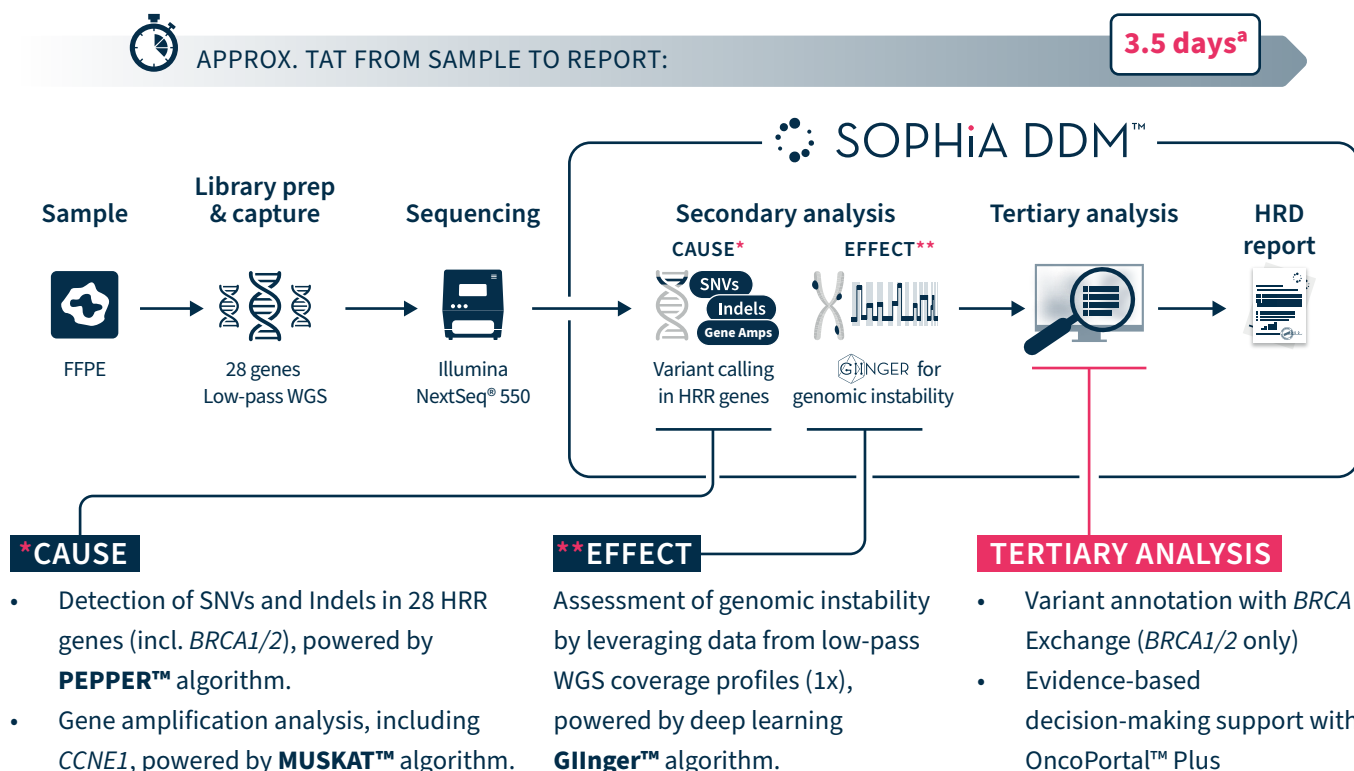 APPROX. TAT FROM SAMPLE TO REPORT:
3.5 daysᵃ
SOPHiA DDM™
Sample
Library prep
& capture
Sequencing
Secondary analysis
Tertiary analysis
HRD
report
CAUSE*
EFFECT**
SNVs
Indels
Gene Amps
FFPE
28 genes
Low-pass WGS
Illumina
NextSeq® 550
Variant calling
in HRR genes
GIINGER for
genomic instability
*CAUSE
• Detection of SNVs and Indels in 28 HRR
genes (incl. BRCA1/2), powered by
PEPPER™ algorithm.
• Gene amplification analysis, including
CCNE1, powered by MUSKAT™ algorithm.
**EFFECT
Assessment of genomic instability
by leveraging data from low-pass
WGS coverage profiles (1x),
powered by deep learning
GIInger™ algorithm.
TERTIARY ANALYSIS
• Variant annotation with BRCA
Exchange (BRCA1/2 only)
• Evidence-based
decision-making support with
OncoPortal™ Plus